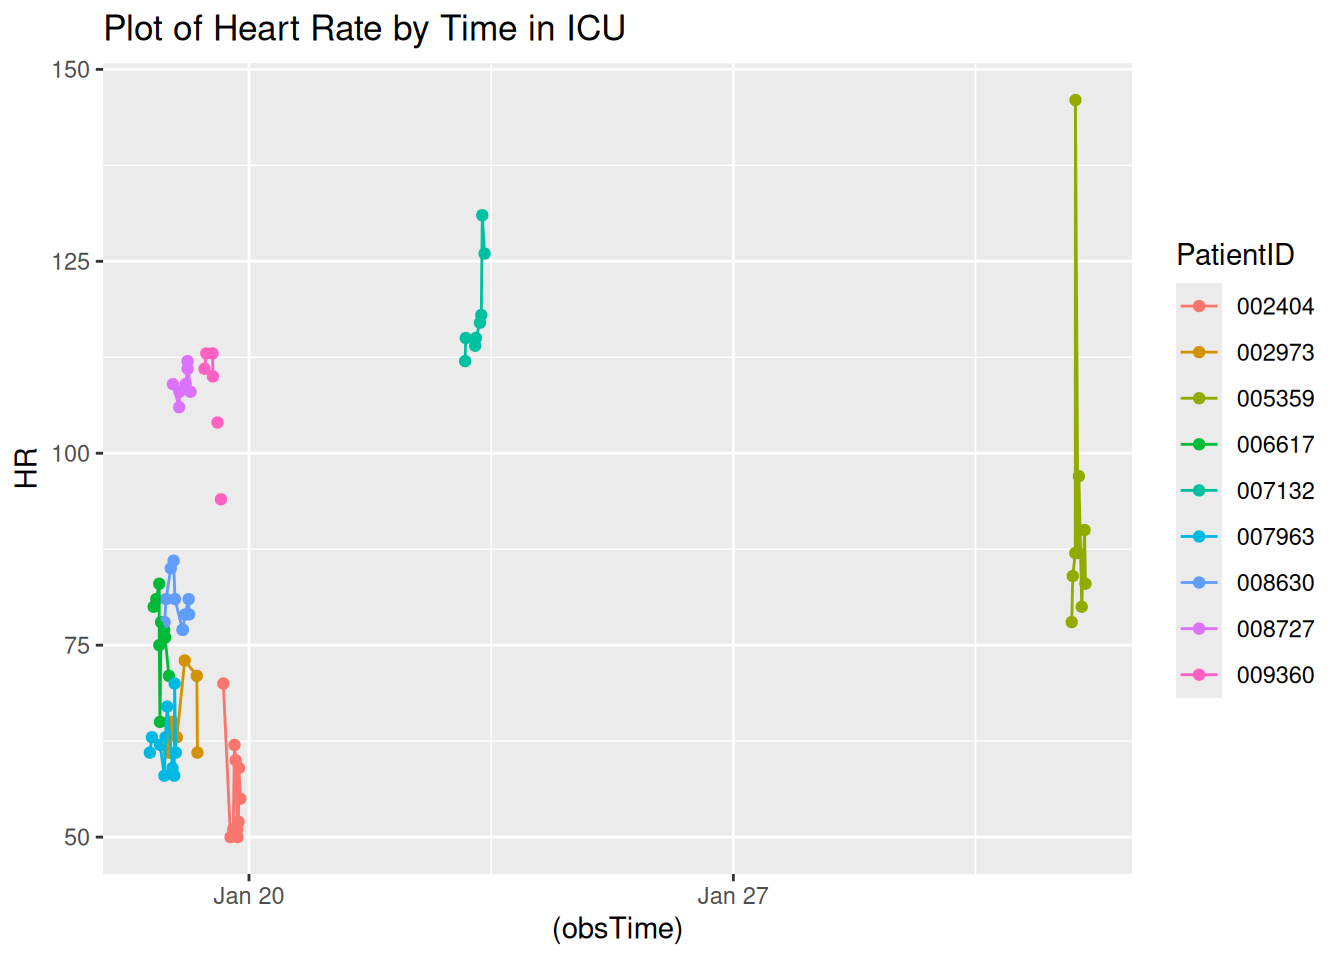 Plot of Heart Rate by Time in ICU
150
125
100
75
50
HR
Jan 20
Jan 27
(obsTime)
PatientID
002404
002973
005359
006617
007132
007963
008630
008727
009360